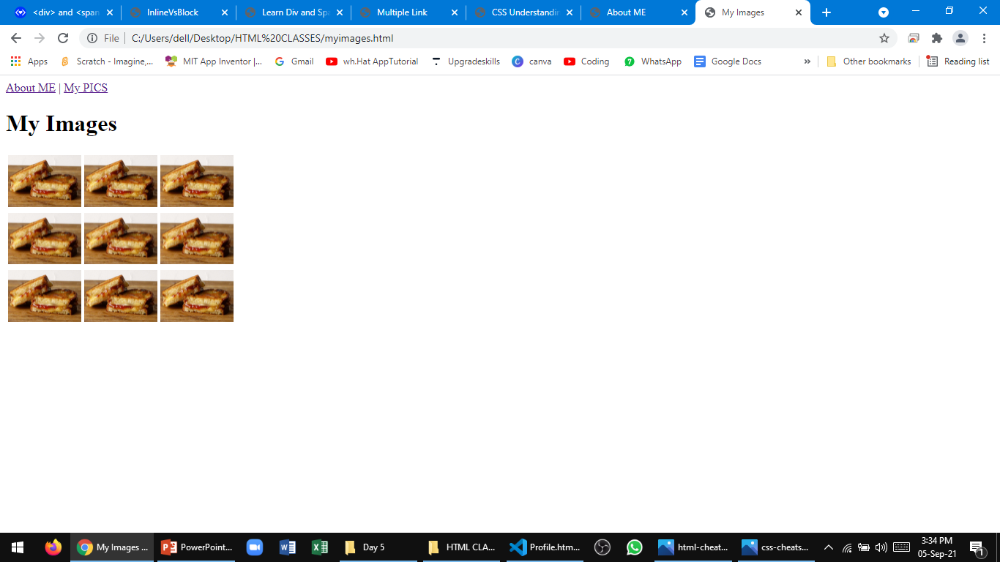 <div> and <span
InlineVsBlock
Learn Div and Spa
Multiple Link
CSS Understandin
About ME
My Images
File | C:/Users/dell/Desktop/HTML%20CLASSES/myimages.html
Apps
Scratch - Imagine,...
MIT App Inventor |...
Gmail
wh.Hat AppTutorial
Upgradeskills
canva
Coding
WhatsApp
Google Docs
»
Other bookmarks
Reading list
About ME | My PICS
My Images
My Images ...
PowerPoint...
Day 5
HTML CLA...
Profile.htm...
html-cheat...
css-cheats...
3:34 PM
05-Sep-21
1